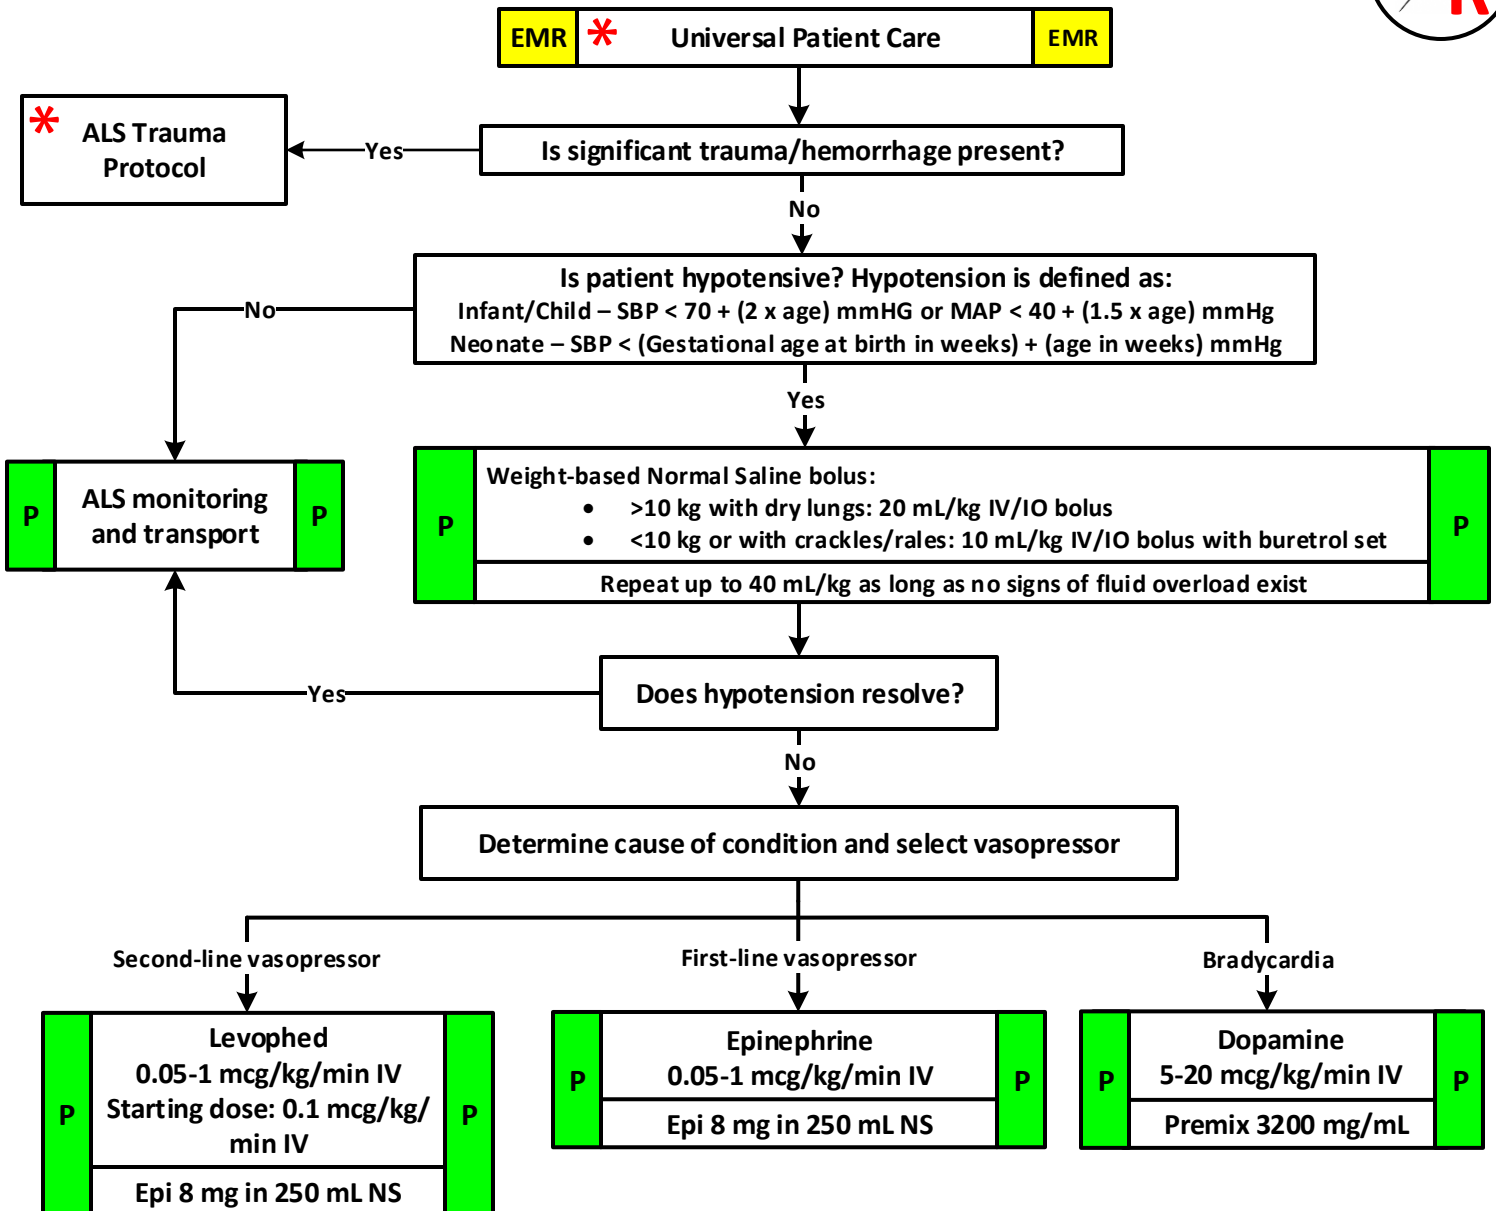 R
EMR * Universal Patient Care EMR
* ALS Trauma
Protocol
Yes
Is significant trauma/hemorrhage present?
No
Is patient hypotensive? Hypotension is defined as:
Infant/Child – SBP < 70 + (2 x age) mmHG or MAP < 40 + (1.5 x age) mmHg
Neonate – SBP < (Gestational age at birth in weeks) + (age in weeks) mmHg
No
Yes
P ALS monitoring
and transport P
P
Weight-based Normal Saline bolus:
• >10 kg with dry lungs: 20 mL/kg IV/IO bolus
• <10 kg or with crackles/rales: 10 mL/kg IV/IO bolus with buretrol set
Repeat up to 40 mL/kg as long as no signs of fluid overload exist
P
Does hypotension resolve?
Yes
No
Determine cause of condition and select vasopressor
Second-line vasopressor
First-line vasopressor
Bradycardia
P
Levophed
0.05-1 mcg/kg/min IV
Starting dose: 0.1 mcg/kg/
min IV
Epi 8 mg in 250 mL NS
P
P
Epinephrine
0.05-1 mcg/kg/min IV
Epi 8 mg in 250 mL NS
P
P
Dopamine
5-20 mcg/kg/min IV
Premix 3200 mg/mL
P